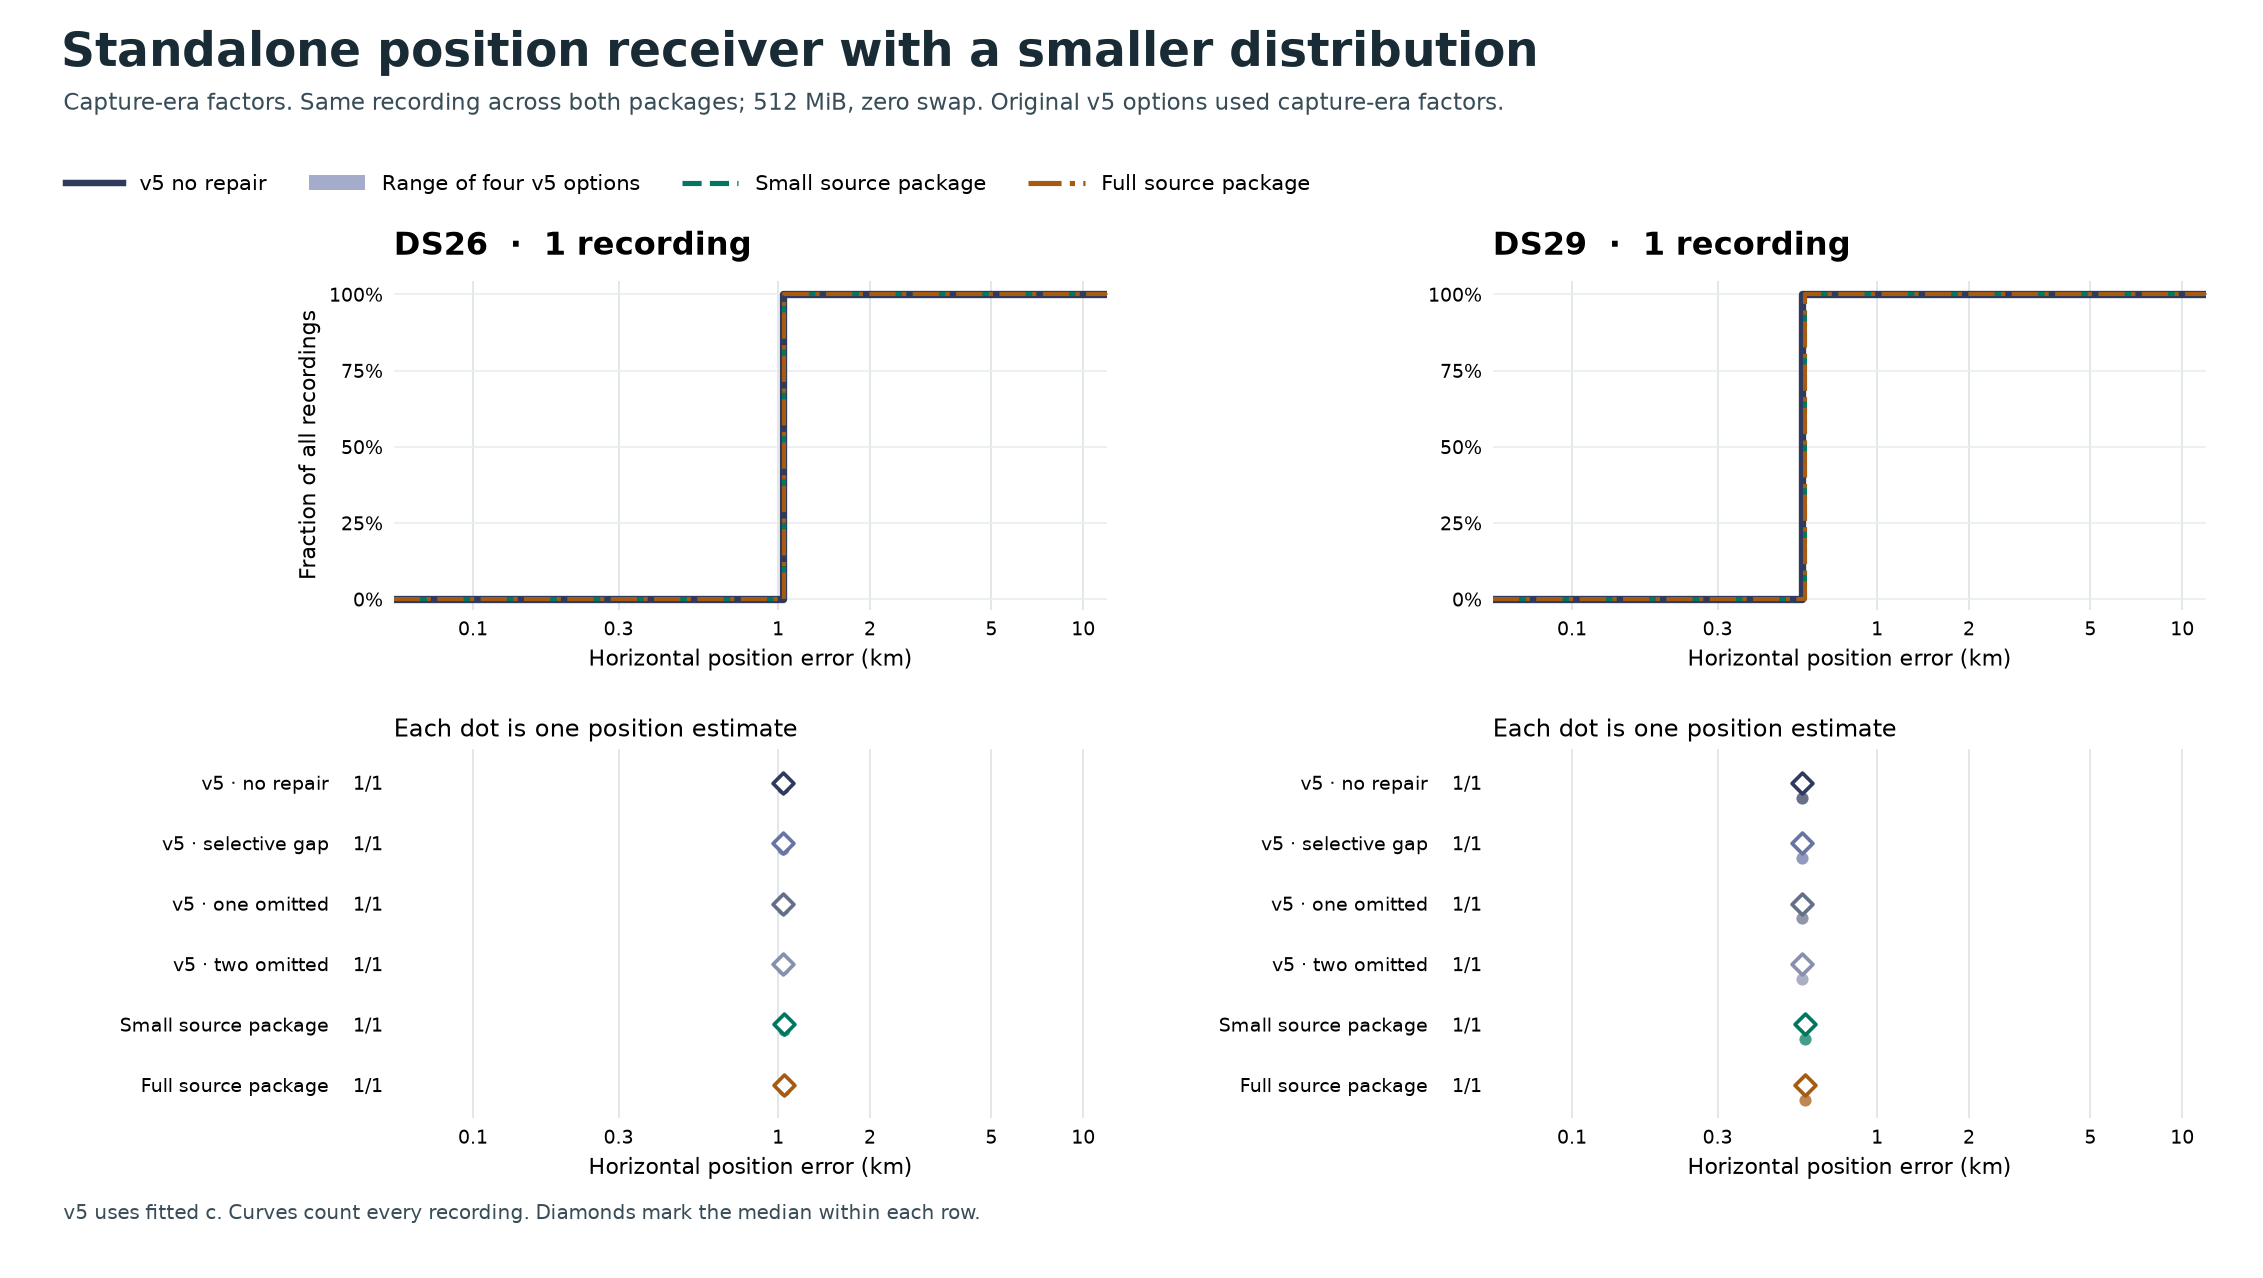 Standalone position receiver with a smaller distribution
Capture-era factors. Same recording across both packages; 512 MiB, zero swap. Original v5 options used capture-era factors.
v5 no repair
Range of four v5 options
Small source package
Full source package
DS26 · 1 recording
Fraction of all recordings
100%
75%
50%
25%
0%
0.1 0.3 1 2 5 10
Horizontal position error (km)
DS29 · 1 recording
100%
75%
50%
25%
0%
0.1 0.3 1 2 5 10
Horizontal position error (km)
Each dot is one position estimate
v5 · no repair 1/1
v5 · selective gap 1/1
v5 · one omitted 1/1
v5 · two omitted 1/1
Small source package 1/1
Full source package 1/1
0.1 0.3 1 2 5 10
Horizontal position error (km)
Each dot is one position estimate
v5 · no repair 1/1
v5 · selective gap 1/1
v5 · one omitted 1/1
v5 · two omitted 1/1
Small source package 1/1
Full source package 1/1
0.1 0.3 1 2 5 10
Horizontal position error (km)
v5 uses fitted c. Curves count every recording. Diamonds mark the median within each row.